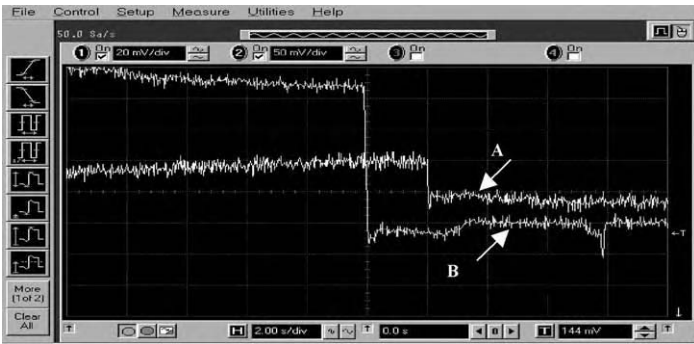 File Control Setup Measure Utilities Help
50.0 Sa/s
1 On 20 mV/div 2 On 50 mV/div 3 On 4 On
A
T
B
More
(1 of 2)
Clear
All
H 2.00 s/div T 0.0 s 0 T 144 mV T